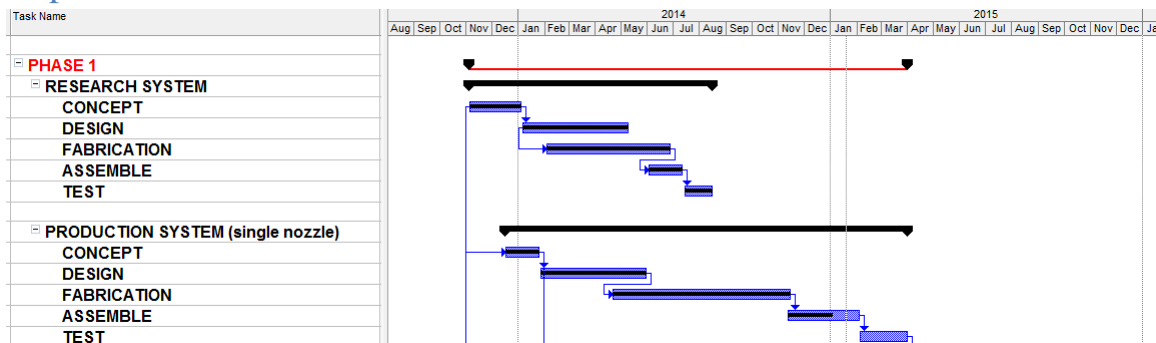 Task Name
2014 2015
Aug Sep Oct Nov Dec Jan Feb Mar Apr May Jun Jul Aug Sep Oct Nov Dec Jan Feb Mar Apr May Jun Jul Aug Sep Oct Nov Dec Ja
PHASE 1
RESEARCH SYSTEM
CONCEPT
DESIGN
FABRICATION
ASSEMBLE
TEST
PRODUCTION SYSTEM (single nozzle)
CONCEPT
DESIGN
FABRICATION
ASSEMBLE
TEST